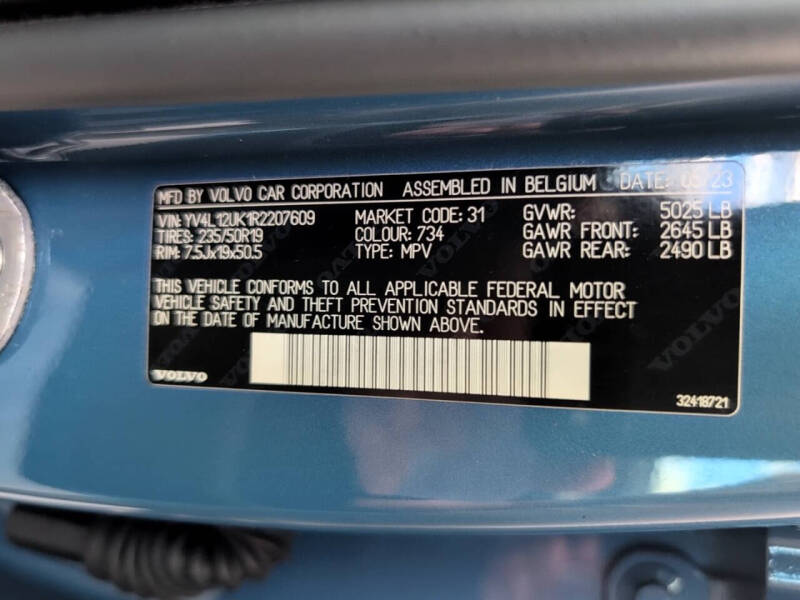 MFD BY VOLVO CAR CORPORATION ASSEMBLED IN BELGIUM DATE: 05/23
VIN: YV4L12UK1R2207609 MARKET CODE: 31 GVWR: 5025 LB
TIRES: 235/50R19 COLOUR: 734 GAWR FRONT: 2645 LB
RIM: 7.5Jx19x50.5 TYPE: MPV GAWR REAR: 2490 LB
THIS VEHICLE CONFORMS TO ALL APPLICABLE FEDERAL MOTOR
VEHICLE SAFETY AND THEFT PREVENTION STANDARDS IN EFFECT
ON THE DATE OF MANUFACTURE SHOWN ABOVE.
VOLVO
32418721